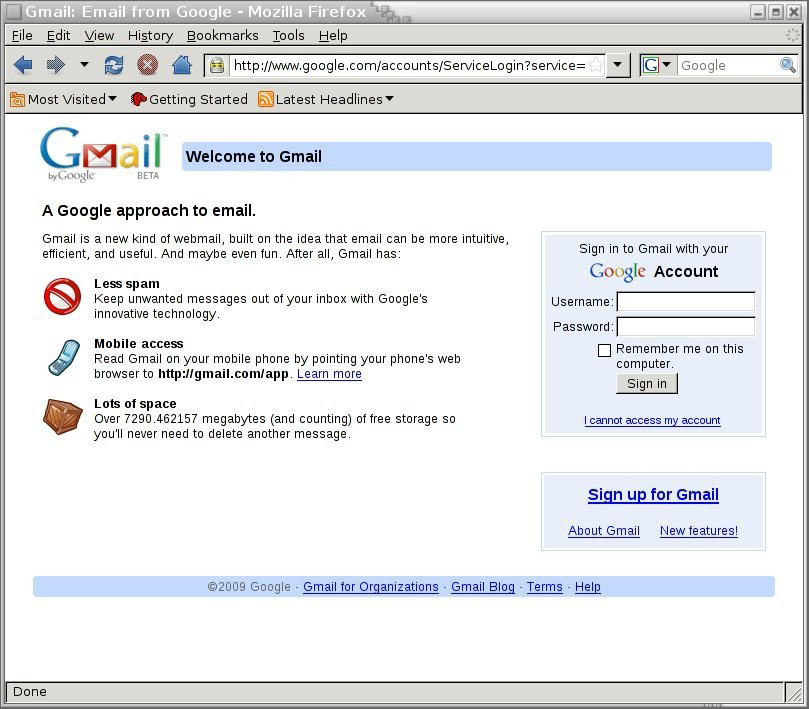 Gmail: Email from Google - Mozilla Firefox
File Edit View History Bookmarks Tools Help
http://www.google.com/accounts/ServiceLogin?service=
G Google
Most Visited Getting Started Latest Headlines
Gmail™
by Google BETA
Welcome to Gmail
A Google approach to email.
Gmail is a new kind of webmail, built on the idea that email can be more intuitive,
efficient, and useful. And maybe even fun. After all, Gmail has:
Less spam
Keep unwanted messages out of your inbox with Google's
innovative technology.
Mobile access
Read Gmail on your mobile phone by pointing your phone's web
browser to http://gmail.com/app. Learn more
Lots of space
Over 7290.462157 megabytes (and counting) of free storage so
you'll never need to delete another message.
Sign in to Gmail with your
Google Account
Username:
Password:
Remember me on this
computer.
Sign in
I cannot access my account
Sign up for Gmail
About Gmail New features!
©2009 Google - Gmail for Organizations - Gmail Blog - Terms - Help
Done